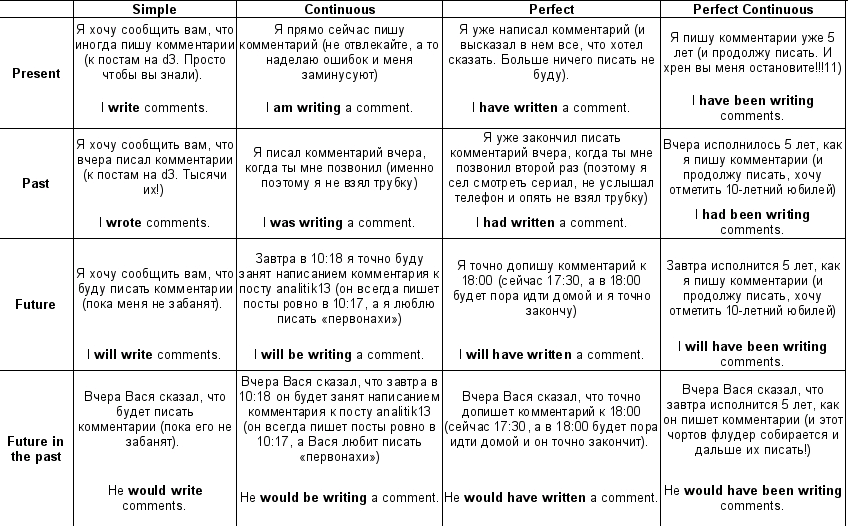 Simple
Continuous
Perfect
Perfect Continuous
Present
Я хочу сообщить вам, что
иногда пишу комментарии
(к постам на d3. Просто
чтобы вы знали).
I write comments.
Я прямо сейчас пишу
комментарий (не отвлекайте, а то
наделаю ошибок и меня
заминусуют)
I am writing a comment.
Я уже написал комментарий (и
высказал в нем все, что хотел
сказать. Больше ничего писать не
буду).
I have written a comment.
Я пишу комментарии уже 5
лет (и продолжу писать. И
хрен вы меня остановите!!!11)
I have been writing
comments.
Past
Я хочу сообщить вам, что
вчера писал комментарии
(к постам на d3. Тысячи
их!)
I wrote comments.
Я писал комментарий вчера,
когда ты мне позвонил (именно
поэтому я не взял трубку)
I was writing a comment.
Я уже закончил писать
комментарий вчера, когда ты мне
позвонил второй раз (поэтому я
сел смотреть сериал, не услышал
телефон и опять не взял трубку)
I had written a comment.
Вчера исполнилось 5 лет, как
я пишу комментарии (и
продолжу писать, хочу
отметить 10-летний юбилей)
I had been writing
comments.
Future
Я хочу сообщить вам, что
буду писать комментарии
(пока меня не забанят).
I will write comments.
Завтра в 10:18 я точно буду
занят написанием комментария к
посту analitik13 (он всегда пишет
посты ровно в 10:17, а я люблю
писать «первонахи»)
I will be writing a comment.
Я точно допишу комментарий к
18:00 (сейчас 17:30, а в 18:00
будет пора идти домой и я точно
закончу)
I will have written a comment.
Завтра исполнится 5 лет, как
я пишу комментарии (и
продолжу писать, хочу
отметить 10-летний юбилей)
I will have been writing
comments.
Future in
the past
Вчера Вася сказал, что
будет писать
комментарии (пока его не
забанят).
He would write
comments.
Вчера Вася сказал, что завтра в
10:18 он будет занят написанием
комментария к посту analitik13
(он всегда пишет посты ровно в
10:17, а Вася любит писать
«первонахи»)
He would be writing a comment.
Вчера Вася сказал, что точно
допишет комментарий к 18:00
(сейчас 17:30, а в 18:00 будет пора
идти домой и он точно закончит).
He would have written a comment.
Вчера Вася сказал, что
завтра исполнится 5 лет, как
он пишет комментарии (и этот
чортов флудер собирается и
дальше их писать!)
He would have been writing
comments.